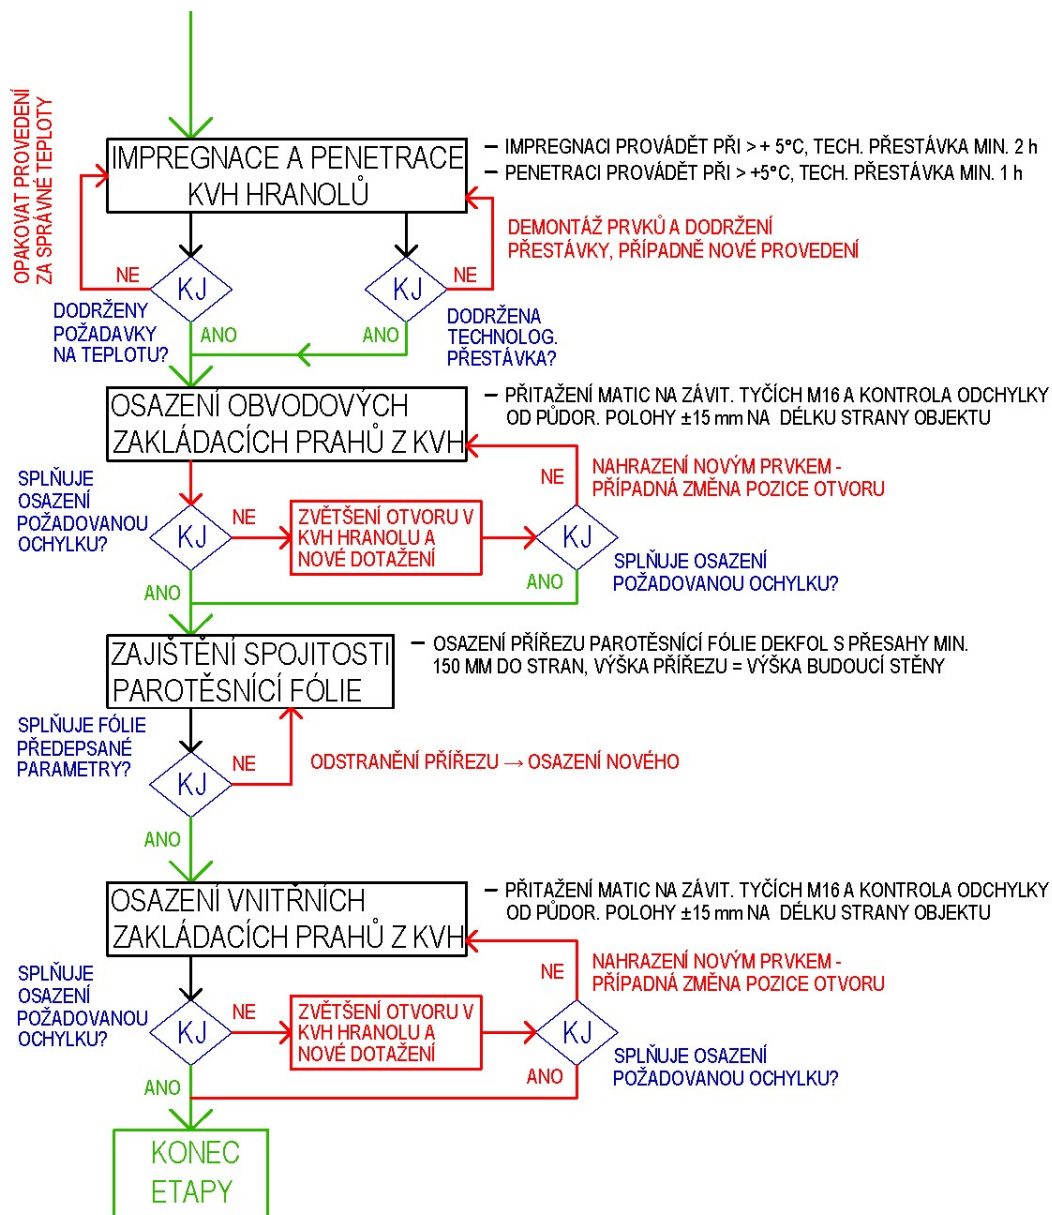 OPAKOVAT PROVEDENÍ
ZA SPRÁVNÉ TEPLOTY
IMPREGNACE A PENETRACE
KVH HRANOLŮ
– IMPREGNACI PROVÁDĚT PŘI > + 5°C, TECH. PŘESTÁVKA MIN. 2 h
– PENETRACI PROVÁDĚT PŘI > +5°C, TECH. PŘESTÁVKA MIN. 1 h
DEMONTÁŽ PRVKŮ A DODRŽENÍ
PŘESTÁVKY, PŘÍPADNĚ NOVÉ PROVEDENÍ
NE
KJ
KJ
NE
DODRŽENY
POŽADAVKY
NA TEPLOTU?
ANO
ANO
DODRŽENA
TECHNOLOG.
PŘESTÁVKA?
OSAZENÍ OBVODOVÝCH
ZAKLÁDACÍCH PRAHŮ Z KVH
– PŘITAŽENÍ MATIC NA ZÁVIT. TYČÍCH M16 A KONTROLA ODCHYLKY
OD PŮDOR. POLOHY ±15 mm NA DÉLKU STRANY OBJEKTU
SPLŇUJE
OSAZENÍ
POŽADOVANOU
OCHYLKU?
KJ
NE
ZVĚTŠENÍ OTVORU V
KVH HRANOLU A
NOVÉ DOTAŽENÍ
KJ
NE
NAHRAZENÍ NOVÝM PRVKEM -
PŘÍPADNÁ ZMĚNA POZICE OTVORU
SPLŇUJE OSAZENÍ
POŽADOVANOU OCHYLKU?
ANO
ANO
ZAJIŠTĚNÍ SPOJITOSTI
PAROTĚSNÍCÍ FÓLIE
– OSAZENÍ PŘÍŘEZU PAROTĚSNÍCÍ FÓLIE DEKFOL S PŘESAHY MIN.
150 MM DO STRAN, VÝŠKA PŘÍŘEZU = VÝŠKA BUDOUCÍ STĚNY
SPLŇUJE FÓLIE
PŘEDEPSANÉ
PARAMETRY?
KJ
NE
ODSTRANĚNÍ PŘÍŘEZU → OSAZENÍ NOVÉHO
ANO
OSAZENÍ VNITŘNÍCH
ZAKLÁDACÍCH PRAHŮ Z KVH
– PŘITAŽENÍ MATIC NA ZÁVIT. TYČÍCH M16 A KONTROLA ODCHYLKY
OD PŮDOR. POLOHY ±15 mm NA DÉLKU STRANY OBJEKTU
SPLŇUJE
OSAZENÍ
POŽADOVANOU
OCHYLKU?
KJ
NE
ZVĚTŠENÍ OTVORU V
KVH HRANOLU A
NOVÉ DOTAŽENÍ
KJ
NE
NAHRAZENÍ NOVÝM PRVKEM -
PŘÍPADNÁ ZMĚNA POZICE OTVORU
SPLŇUJE OSAZENÍ
POŽADOVANOU OCHYLKU?
ANO
ANO
KONEC
ETAPY